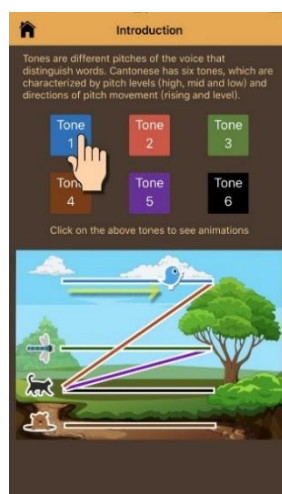 Introduction
Tones are different pitches of the voice that
distinguish words. Cantonese has six tones, which are
characterized by pitch levels (high, mid and low) and
directions of pitch movement (rising and level).
Tone 1
Tone 2
Tone 3
4
Tone 5
Tone 6
Click on the above tones to see animations